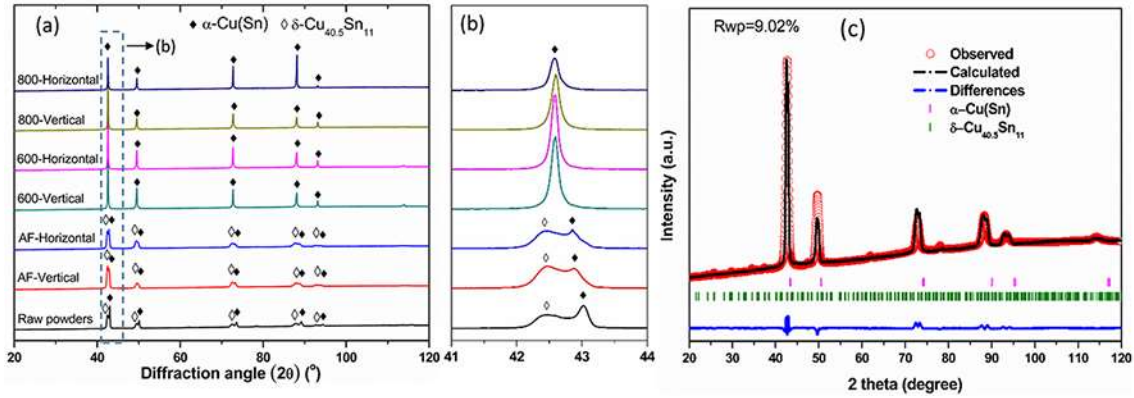 (a)
◆ α-Cu(Sn) ◇ δ-Cu40.5Sn11
(b)
800-Horizontal
800-Vertical
600-Horizontal
600-Vertical
AF-Horizontal
AF-Vertical
Raw powders
20 40 60 80 100 120
Diffraction angle (2θ) (°)
(b)
41 42 43 44
Rwp=9.02%
(c)
Observed
Calculated
Differences
α-Cu(Sn)
δ-Cu40.5Sn11
Intensity (a.u.)
20 30 40 50 60 70 80 90 100 110 120
2 theta (degree)